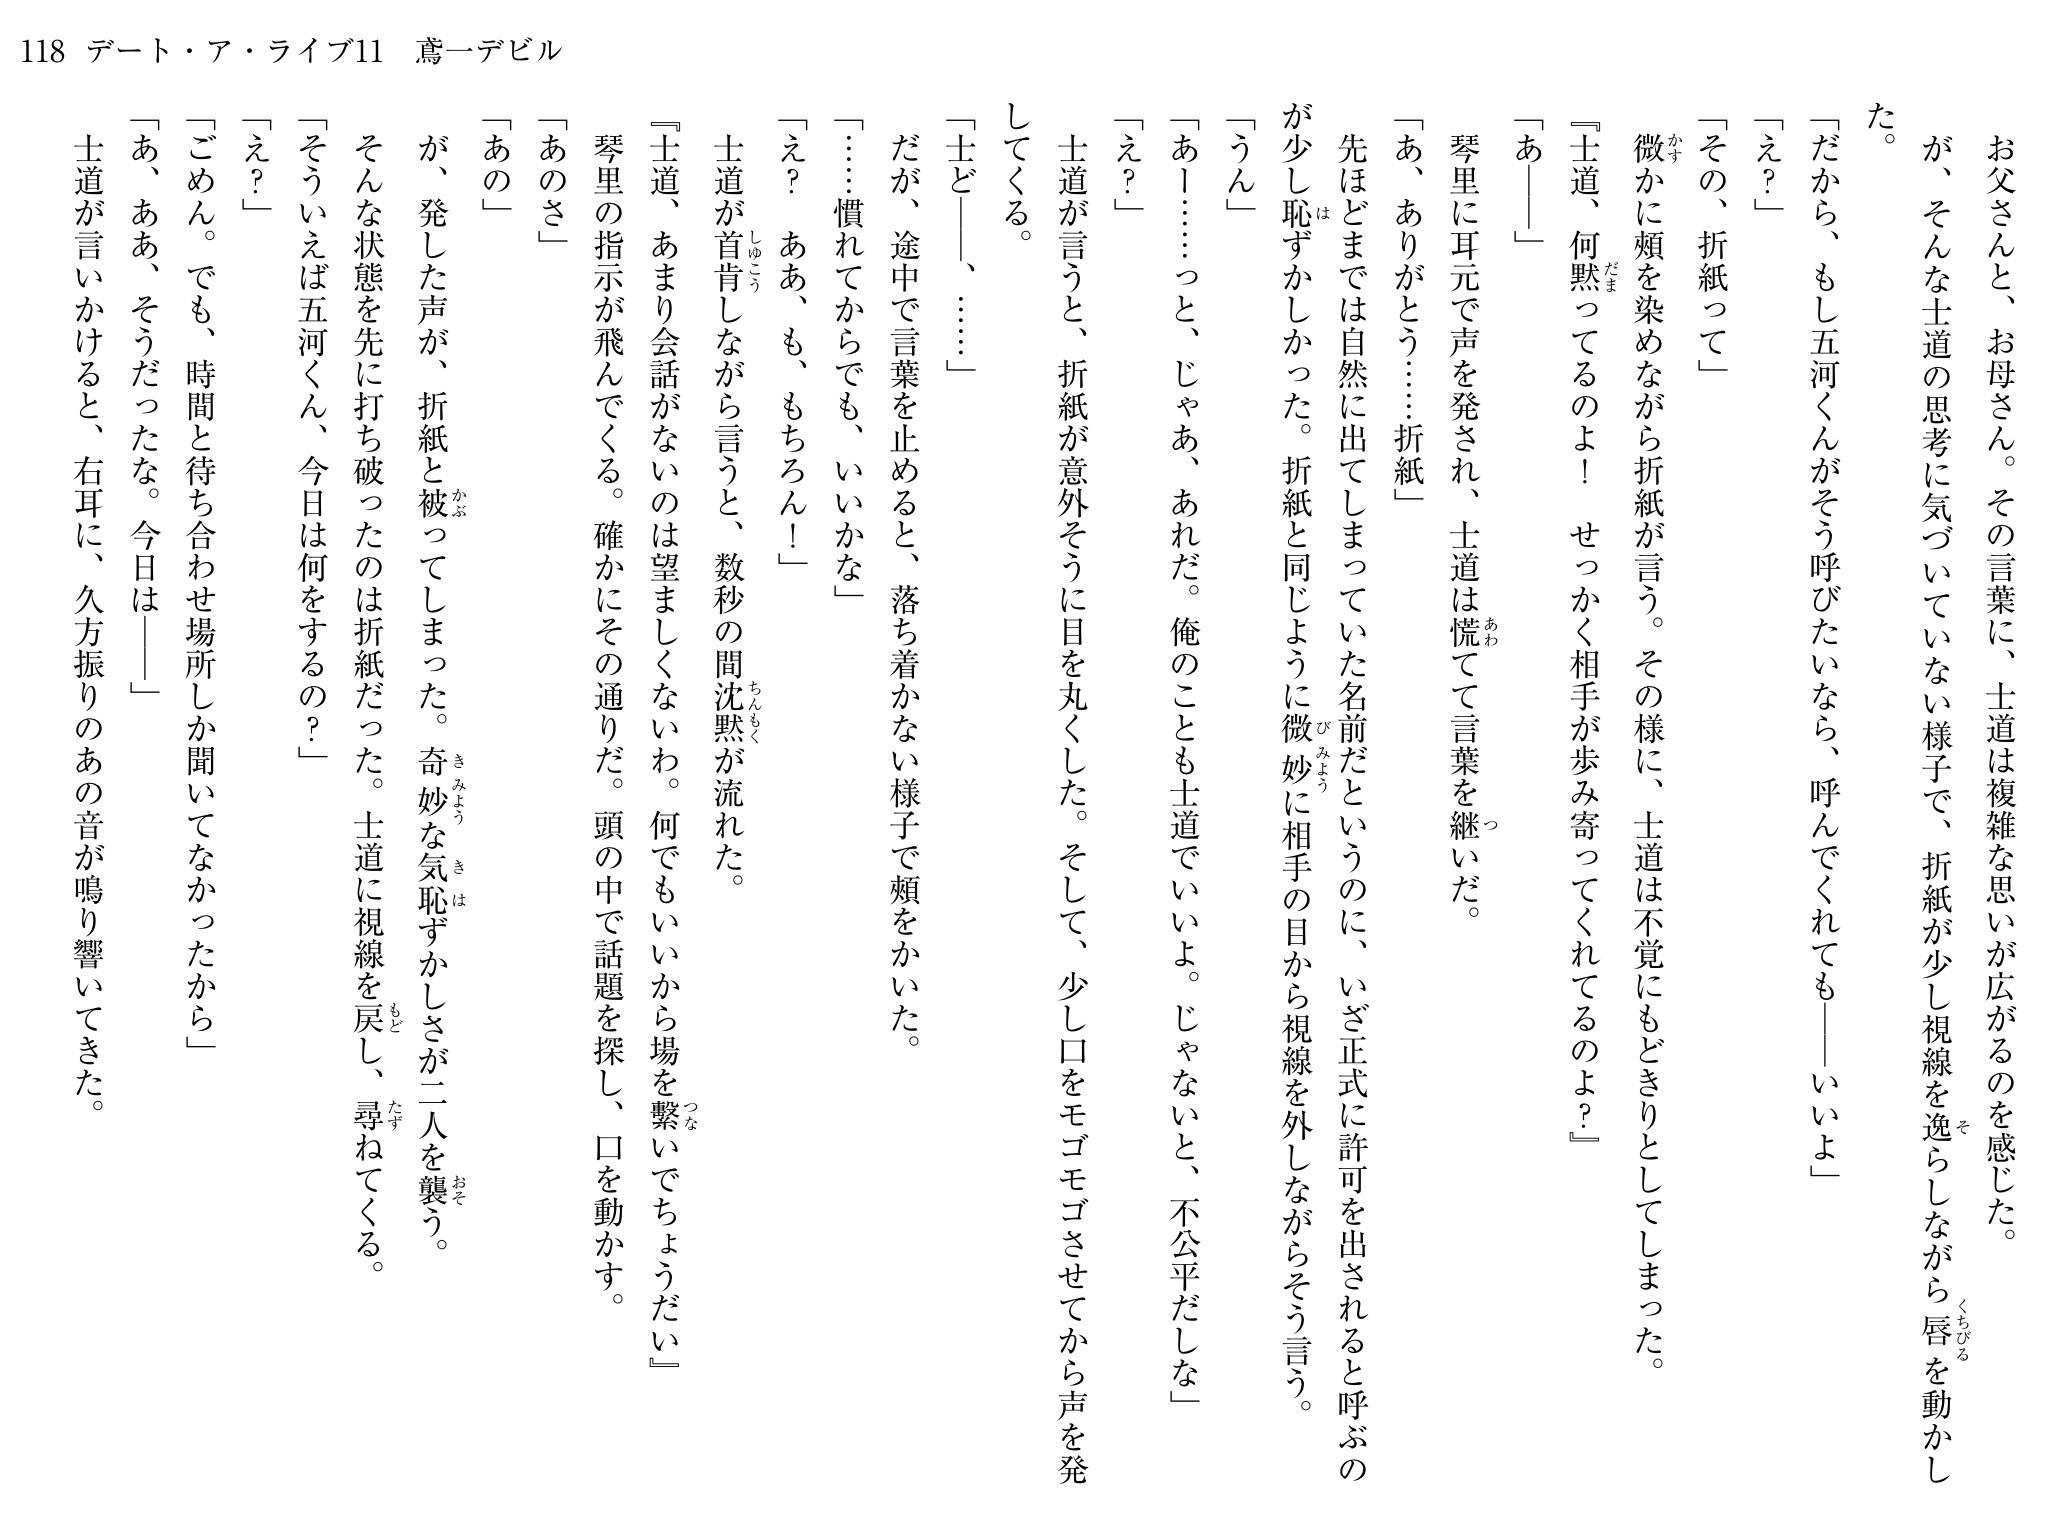 118 デート・ア・ライブ11　鳶一デビル
　お父さんと、お母さん。その言葉に、士道は複雑な思いが広がるのを感じた。
　が、そんな士道の思考に気づいていない様子で、折紙が少し視線を逸らしながら唇を動かし
た。
「だから、もし五河くんがそう呼びたいなら、呼んでくれても――いいよ」
「え?」
「その、折紙って」
　微かに頰を染めながら折紙が言う。その様に、士道は不覚にもどきりとしてしまった。
『士道、何黙ってるのよ！　せっかく相手が歩み寄ってくれてるのよ？』
「あ――」
　琴里に耳元で声を発され、士道は慌てて言葉を継いだ。
「あ、ありがとう……折紙」
　先ほどまでは自然に出てしまっていた名前だというのに、いざ正式に許可を出されると呼ぶの
が少し恥ずかしかった。折紙と同じように微妙に相手の目から視線を外しながらそう言う。
「うん」
「あー……っと、じゃあ、あれだ。俺のことも士道でいいよ。じゃないと、不公平だしな」
「え？」
　士道が言うと、折紙が意外そうに目を丸くした。そして、少し口をモゴモゴさせてから声を発
してくる。
「士ど――、……」
　だが、途中で言葉を止めると、落ち着かない様子で頰をかいた。
「……慣れてからでも、いいかな」
「え？　ああ、も、もちろん！」
　士道が首肯しながら言うと、数秒の間沈黙が流れた。
『士道、あまり会話がないのは望ましくないわ。何でもいいから場を繫いでちょうだい』
　琴里の指示が飛んでくる。確かにその通りだ。頭の中で話題を探し、口を動かす。
「あのさ」
「あの」
　が、発した声が、折紙と被ってしまった。奇妙な気恥ずかしさが二人を襲う。
　そんな状態を先に打ち破ったのは折紙だった。士道に視線を戻し、尋ねてくる。
「そういえば五河くん、今日は何をするの？」
「え？」
「ごめん。でも、時間と待ち合わせ場所しか聞いてなかったから」
「あ、ああ、そうだったな。今日は――」
　士道が言いかけると、右耳に、久方振りのあの音が鳴り響いてきた。